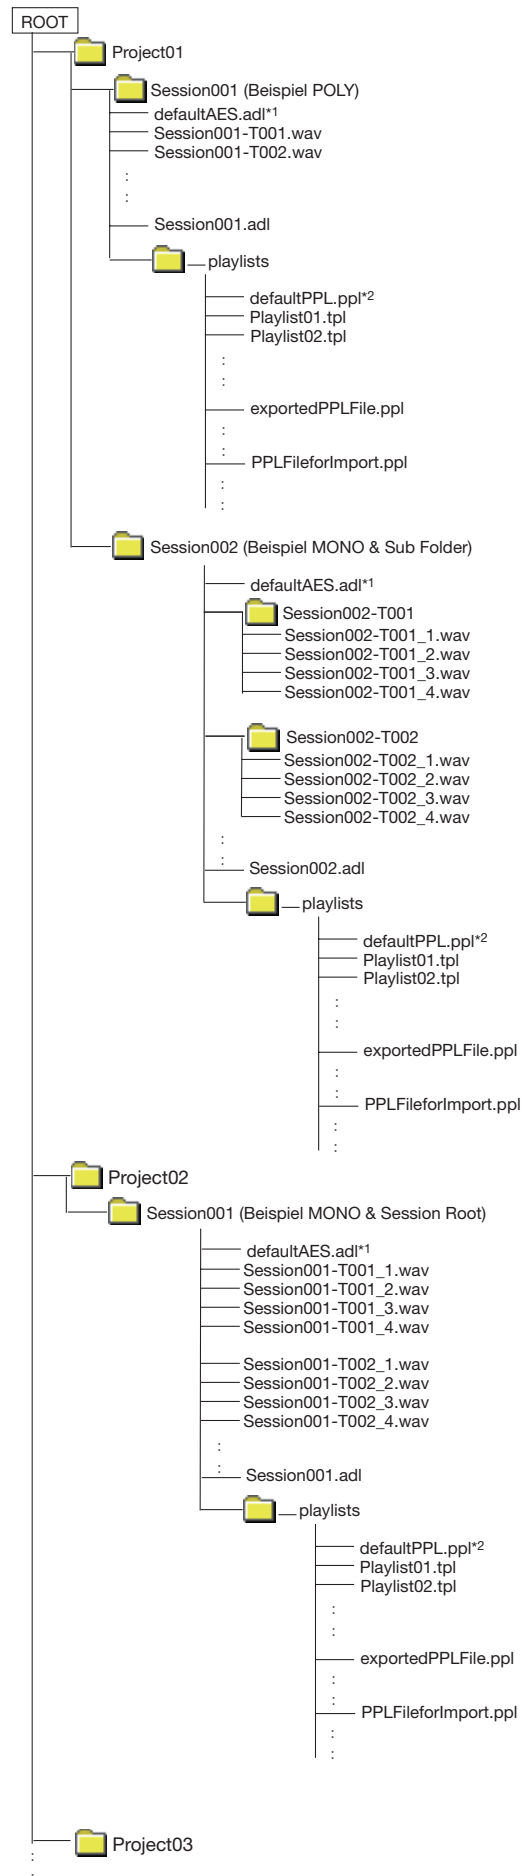 ROOT
Project01
Session001 (Beispiel POLY)
defaultAES.adl*1
Session001-T001.wav
Session001-T002.wav
:
:
Session001.adl
__playlists
defaultPPL.ppl*2
Playlist01.tpl
Playlist02.tpl
:
:
exportedPPLFile.ppl
:
:
PPLFileforImport.ppl
:
:
Session002 (Beispiel MONO & Sub Folder)
defaultAES.adl*1
Session002-T001
Session002-T001_1.wav
Session002-T001_2.wav
Session002-T001_3.wav
Session002-T001_4.wav
Session002-T002
Session002-T002_1.wav
Session002-T002_2.wav
Session002-T002_3.wav
Session002-T002_4.wav
:
:
Session002.adl
__playlists
defaultPPL.ppl*2
Playlist01.tpl
Playlist02.tpl
:
:
exportedPPLFile.ppl
:
:
PPLFileforImport.ppl
:
:
Project02
Session001 (Beispiel MONO & Session Root)
defaultAES.adl*1
Session001-T001_1.wav
Session001-T001_2.wav
Session001-T001_3.wav
Session001-T001_4.wav
Session001-T002_1.wav
Session001-T002_2.wav
Session001-T002_3.wav
Session001-T002_4.wav
:
:
Session001.adl
__playlists
defaultPPL.ppl*2
Playlist01.tpl
Playlist02.tpl
:
:
exportedPPLFile.ppl
:
:
PPLFileforImport.ppl
:
:
Project03
:
: